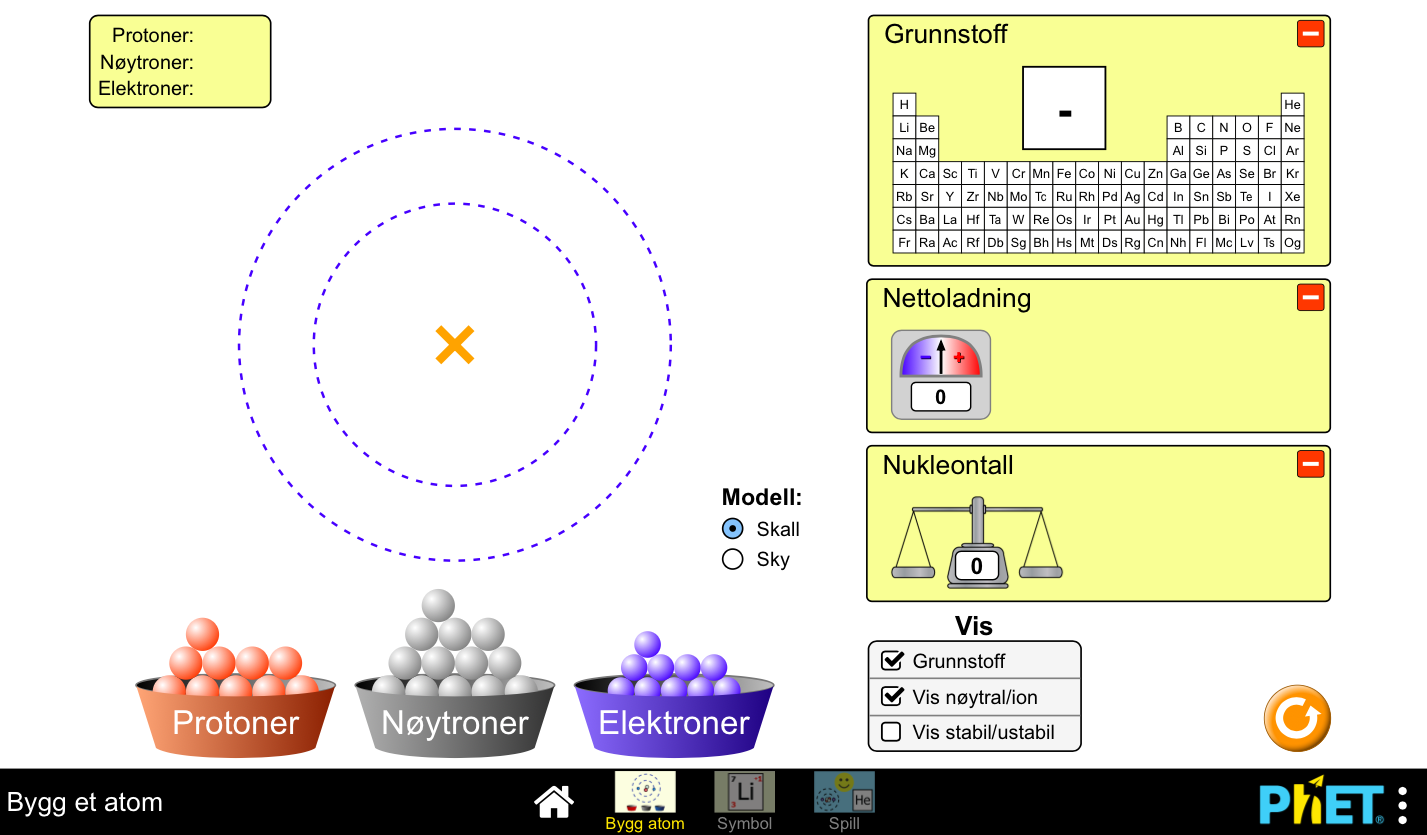 Protoner:
Nøytroner:
Elektroner:
Grunnstoff
-
H He
Li Be B C N O F Ne
Na Mg Al Si P S Cl Ar
K Ca Sc Ti V Cr Mn Fe Co Ni Cu Zn Ga Ge As Se Br Kr
Rb Sr Y Zr Nb Mo Tc Ru Rh Pd Ag Cd In Sn Sb Te I Xe
Cs Ba La Hf Ta W Re Os Ir Pt Au Hg Tl Pb Bi Po At Rn
Fr Ra Ac Rf Db Sg Bh Hs Mt Ds Rg Cn Nh Fl Mc Lv Ts Og
Nettoladning
- +
0
Nukleontall
0
Modell:
Skall
Sky
Protoner
Nøytroner
Elektroner
Vis
Grunnstoff
Vis nøytral/ion
Vis stabil/ustabil
Bygg et atom
Bygg atom
7 +1
Li
3
Symbol
He
Spill
PhET®